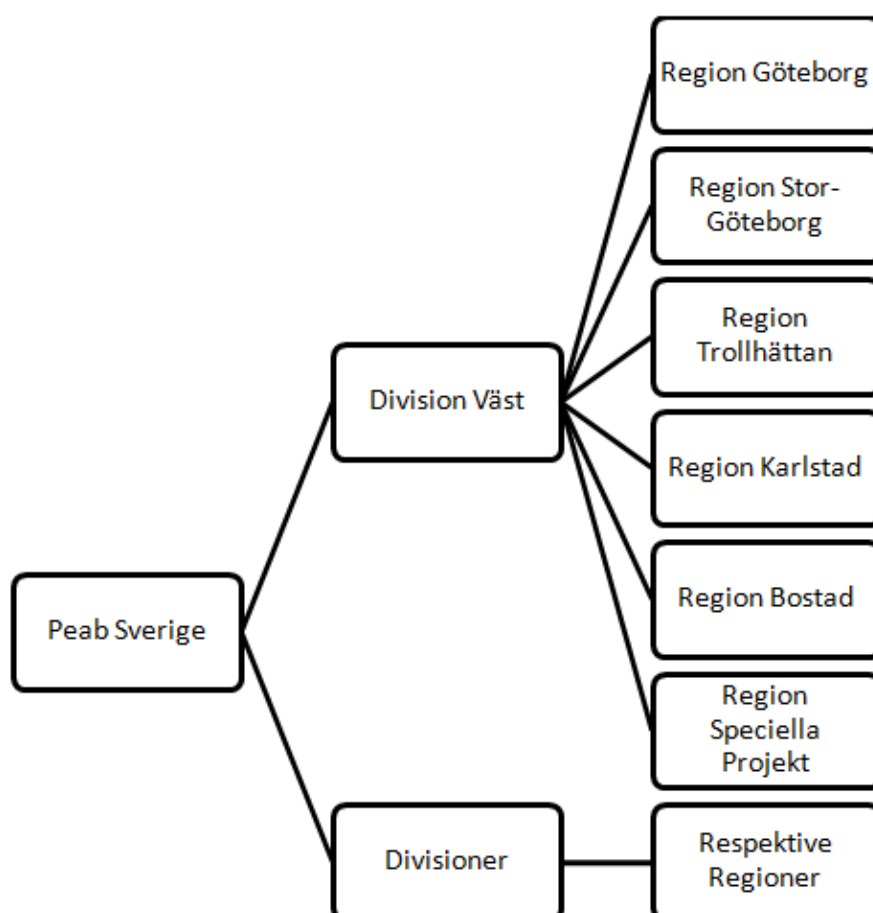 Region Göteborg
Region Stor-
Göteborg
Region
Trollhättan
Division Väst
Region Karlstad
Region Bostad
Peab Sverige
Region
Speciella
Projekt
Divisioner
Respektive
Regioner